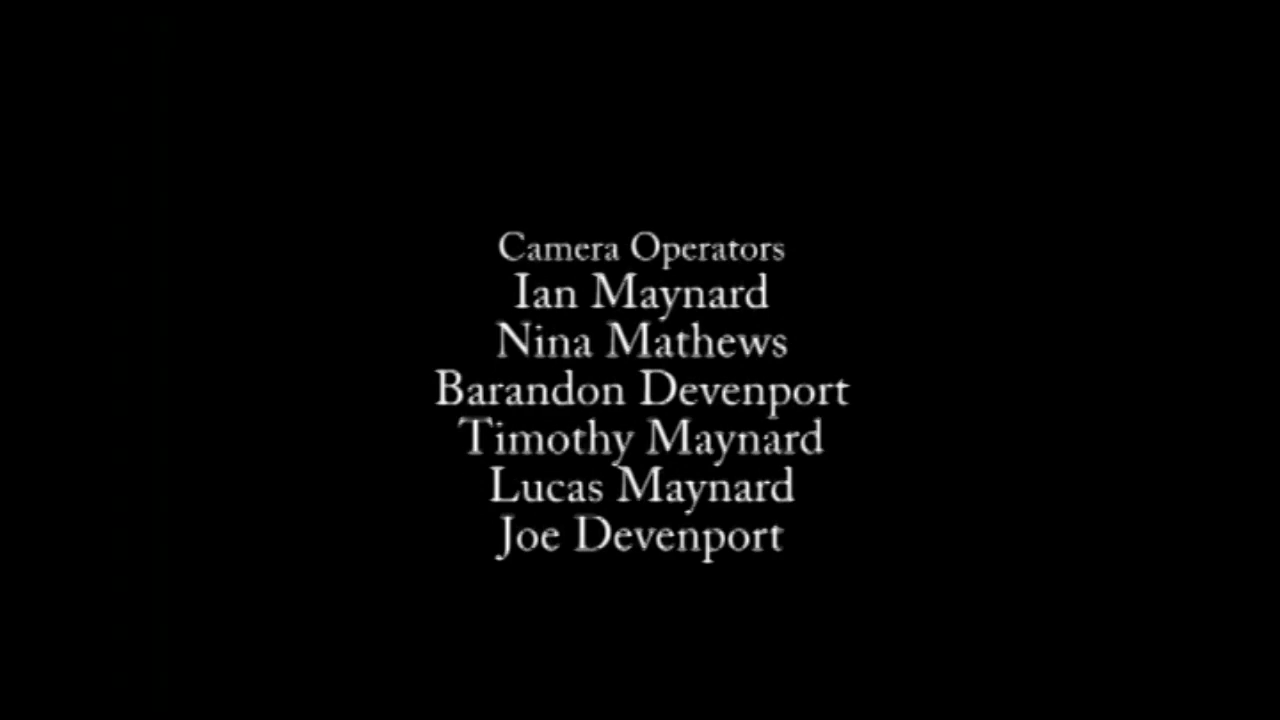 Camera Operators
Ian Maynard
Nina Mathews
Barandon Devenport
Timothy Maynard
Lucas Maynard
Joe Devenport